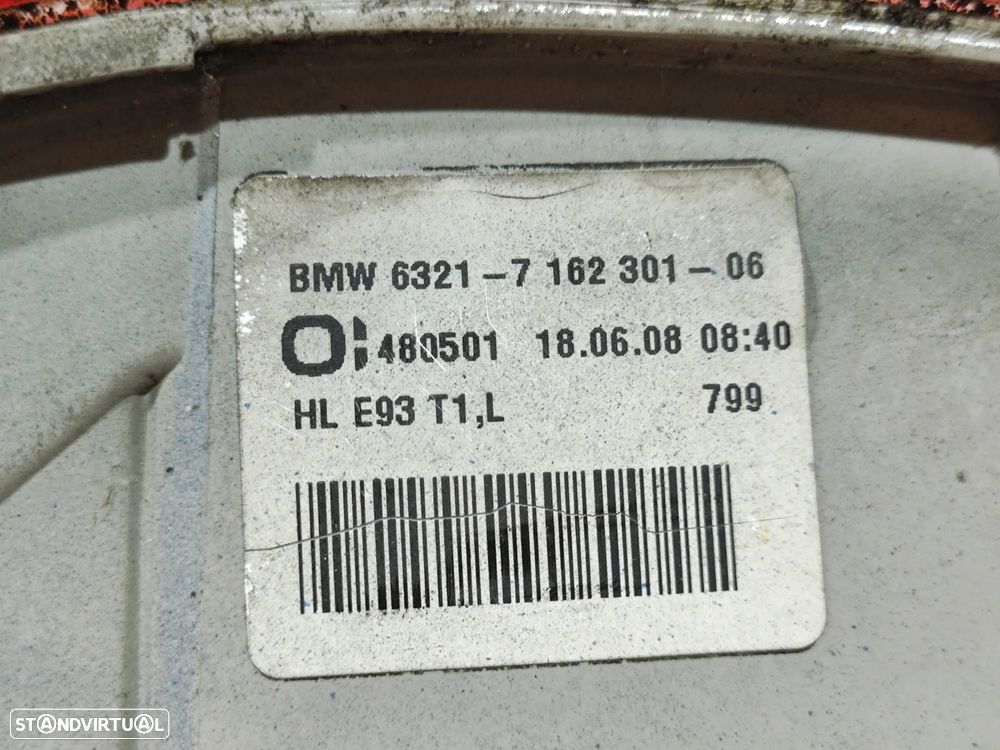 BMW 6321-7 162 301-06
480501 18.06.08 08:40
HL E93 T1,L 799
STANDVIRTUAL